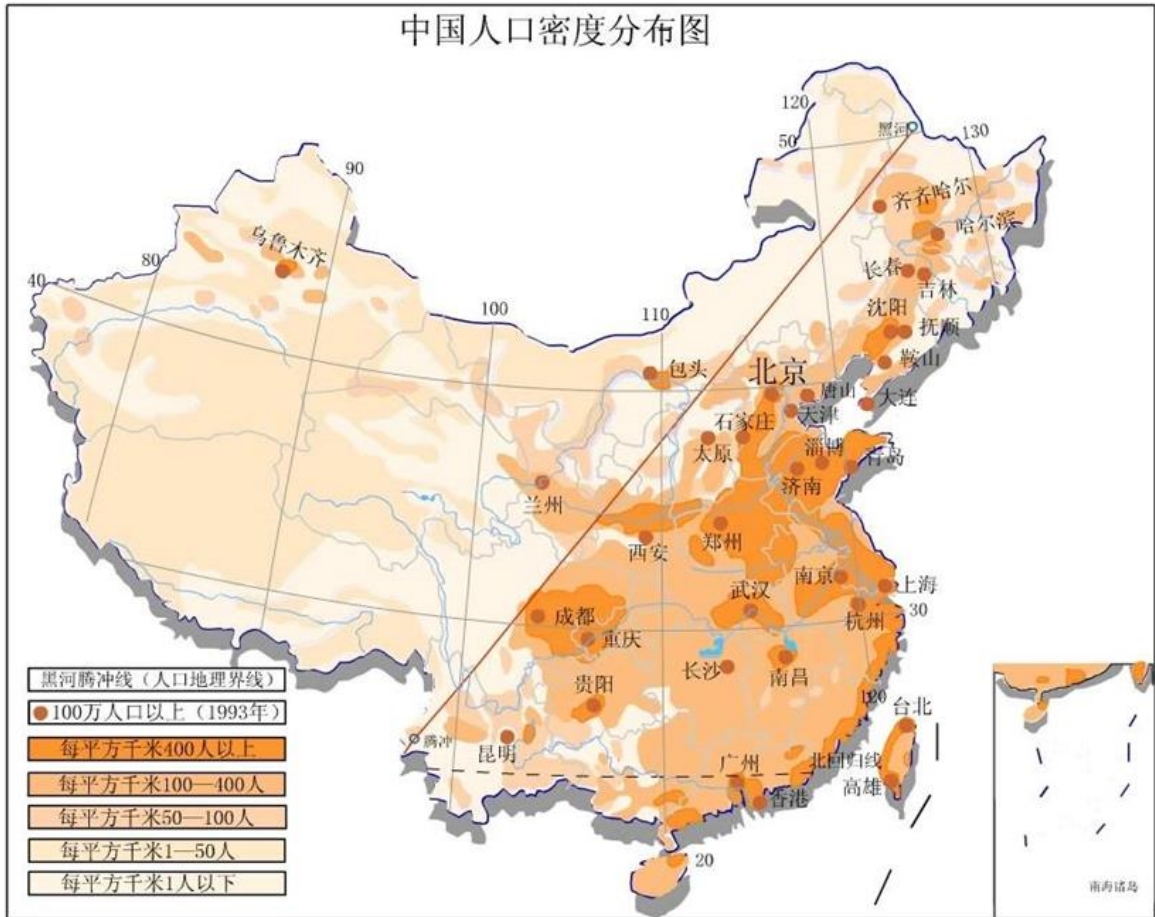 中国人口密度分布图
120
黑河
130
50
90
齐齐哈尔
乌鲁木齐
哈尔滨
80
长春
40
吉林
100
沈阳
110
抚顺
鞍山
包头
北京
唐山
大连
天津
石家庄
太原
淄博
青岛
济南
兰州
郑州
西安
南京
上海
武汉
成都
杭州
30
重庆
长沙
南昌
贵阳
120
台北
腾冲
昆明
广州
北回归线
高雄
香港
20
黑河腾冲线（人口地理界线）
100万人口以上（1993年）
每平方千米400人以上
每平方千米100—400人
每平方千米50—100人
每平方千米1—50人
每平方千米1人以下
南海诸岛